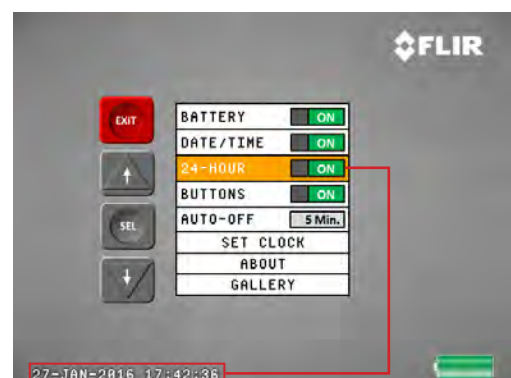 FLIR
EXIT
BATTERY ON
DATE/TIME ON
24-HOUR ON
BUTTONS ON
SEL
AUTO-OFF 5 Min.
SET CLOCK
ABOUT
GALLERY
27-JAN-2016 17:42:36